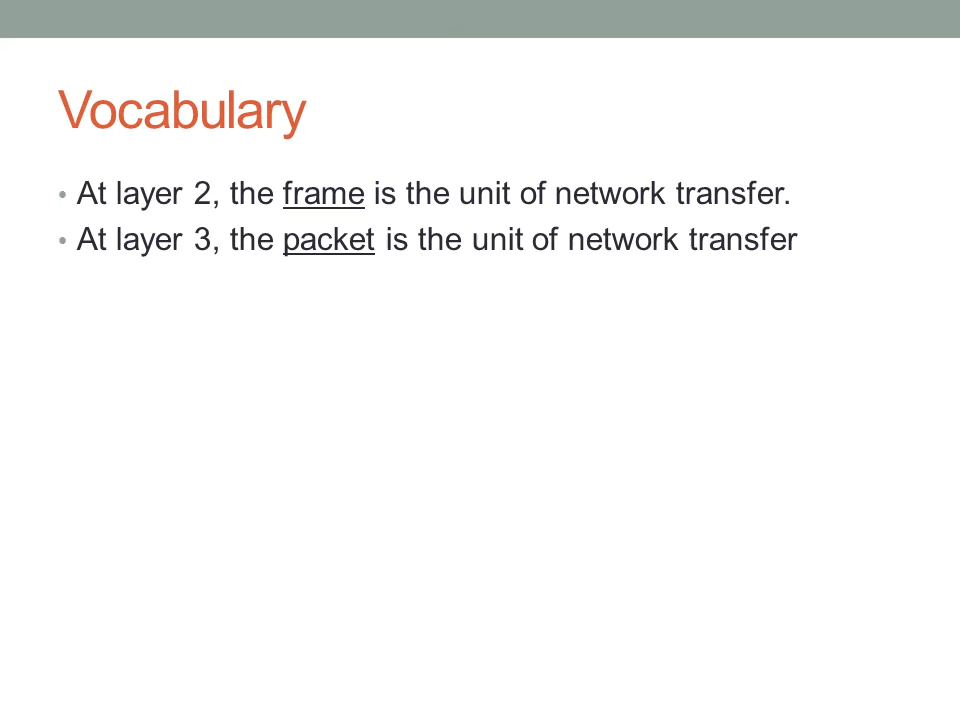 Vocabulary
• At layer 2, the frame is the unit of network transfer.
• At layer 3, the packet is the unit of network transfer